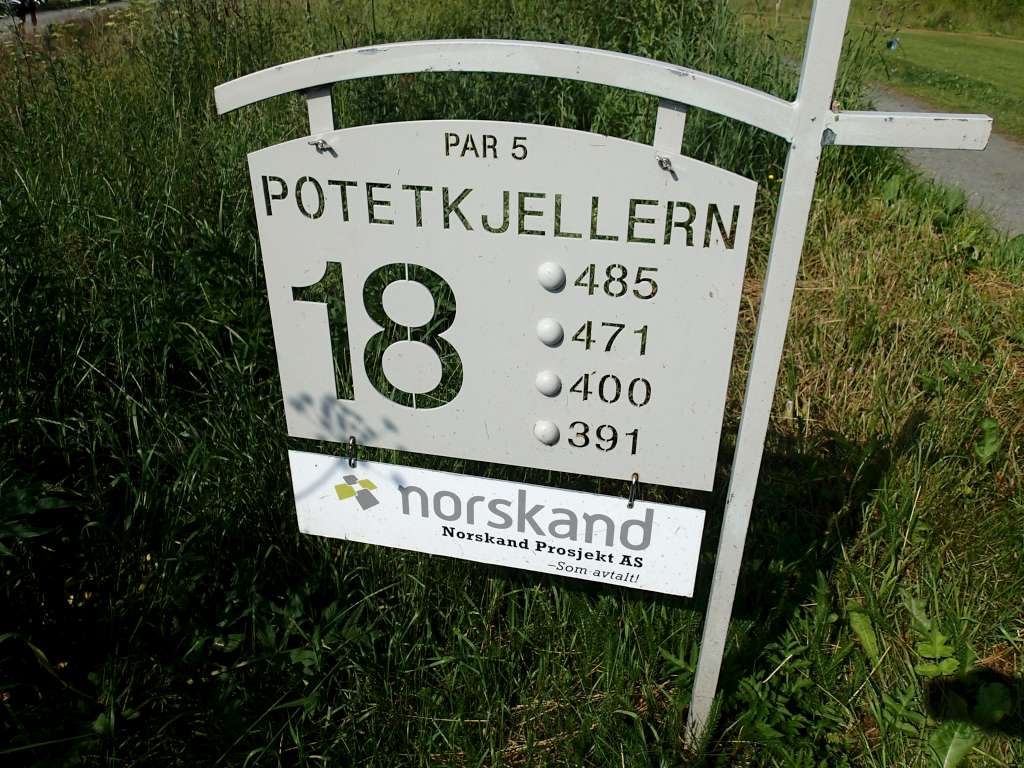 PAR 5
POTETKJELLERN
18
485
471
400
391
norskand
Norskand Prosjekt AS
–Som avtalt!